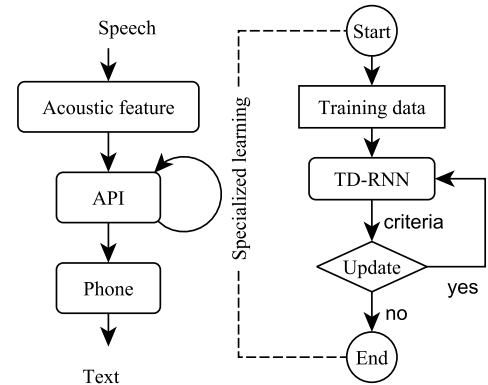 Speech
Acoustic feature
API
Phone
Text
Specialized learning
Start
Training data
TD-RNN
criteria
Update
yes
no
End